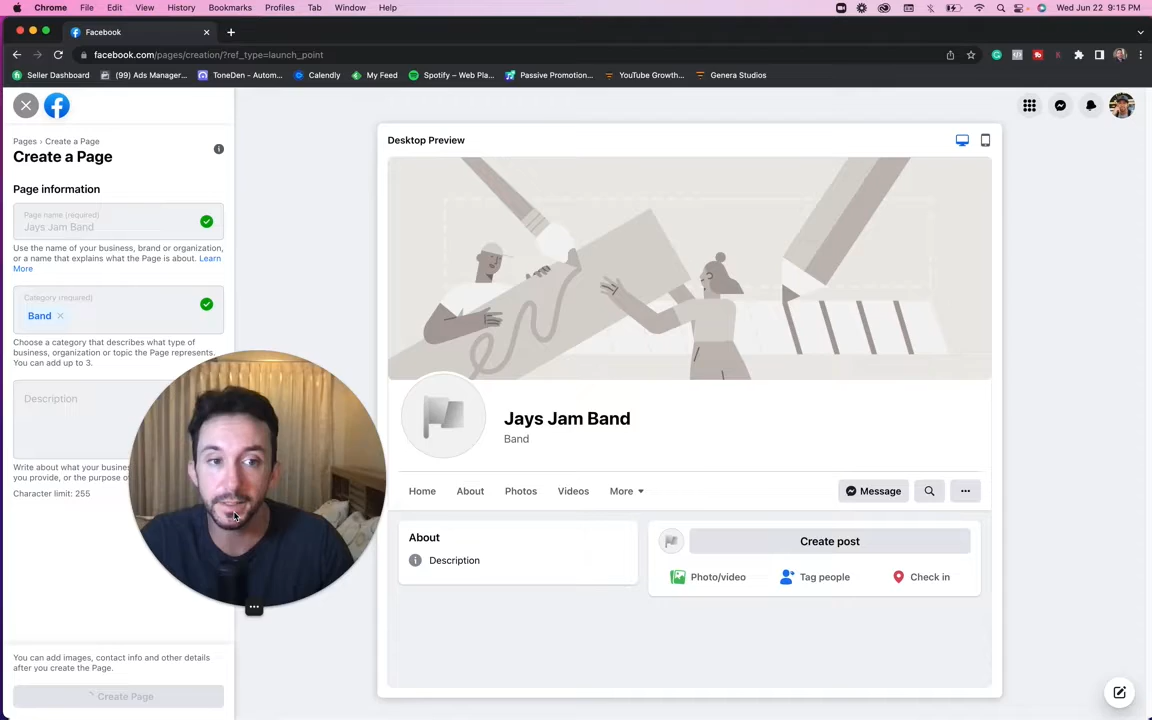 Chrome File Edit View History Bookmarks Profiles Tab Window Help
Wed Jun 22 9:15 PM
Facebook
facebook.com/pages/creation/?ref_type=launch_point
Seller Dashboard (99) Ads Manager... ToneDen - Autom... Calendly My Feed Spotify – Web Pla... Passive Promotion... YouTube Growth... Genera Studios
Pages › Create a Page
Create a Page
Page information
Page name (required)
Jays Jam Band
Use the name of your business, brand or organization,
or a name that explains what the Page is about. Learn
More
Category (required)
Band
Choose a category that describes what type of
business, organization or topic the Page represents.
You can add up to 3.
Description
Write about what your busine
you provide, or the purpose o
Character limit: 255
You can add images, contact info and other details
after you create the Page.
Create Page
Desktop Preview
Jays Jam Band
Band
Home About Photos Videos More
Message
About
Description
Create post
Photo/video Tag people Check in